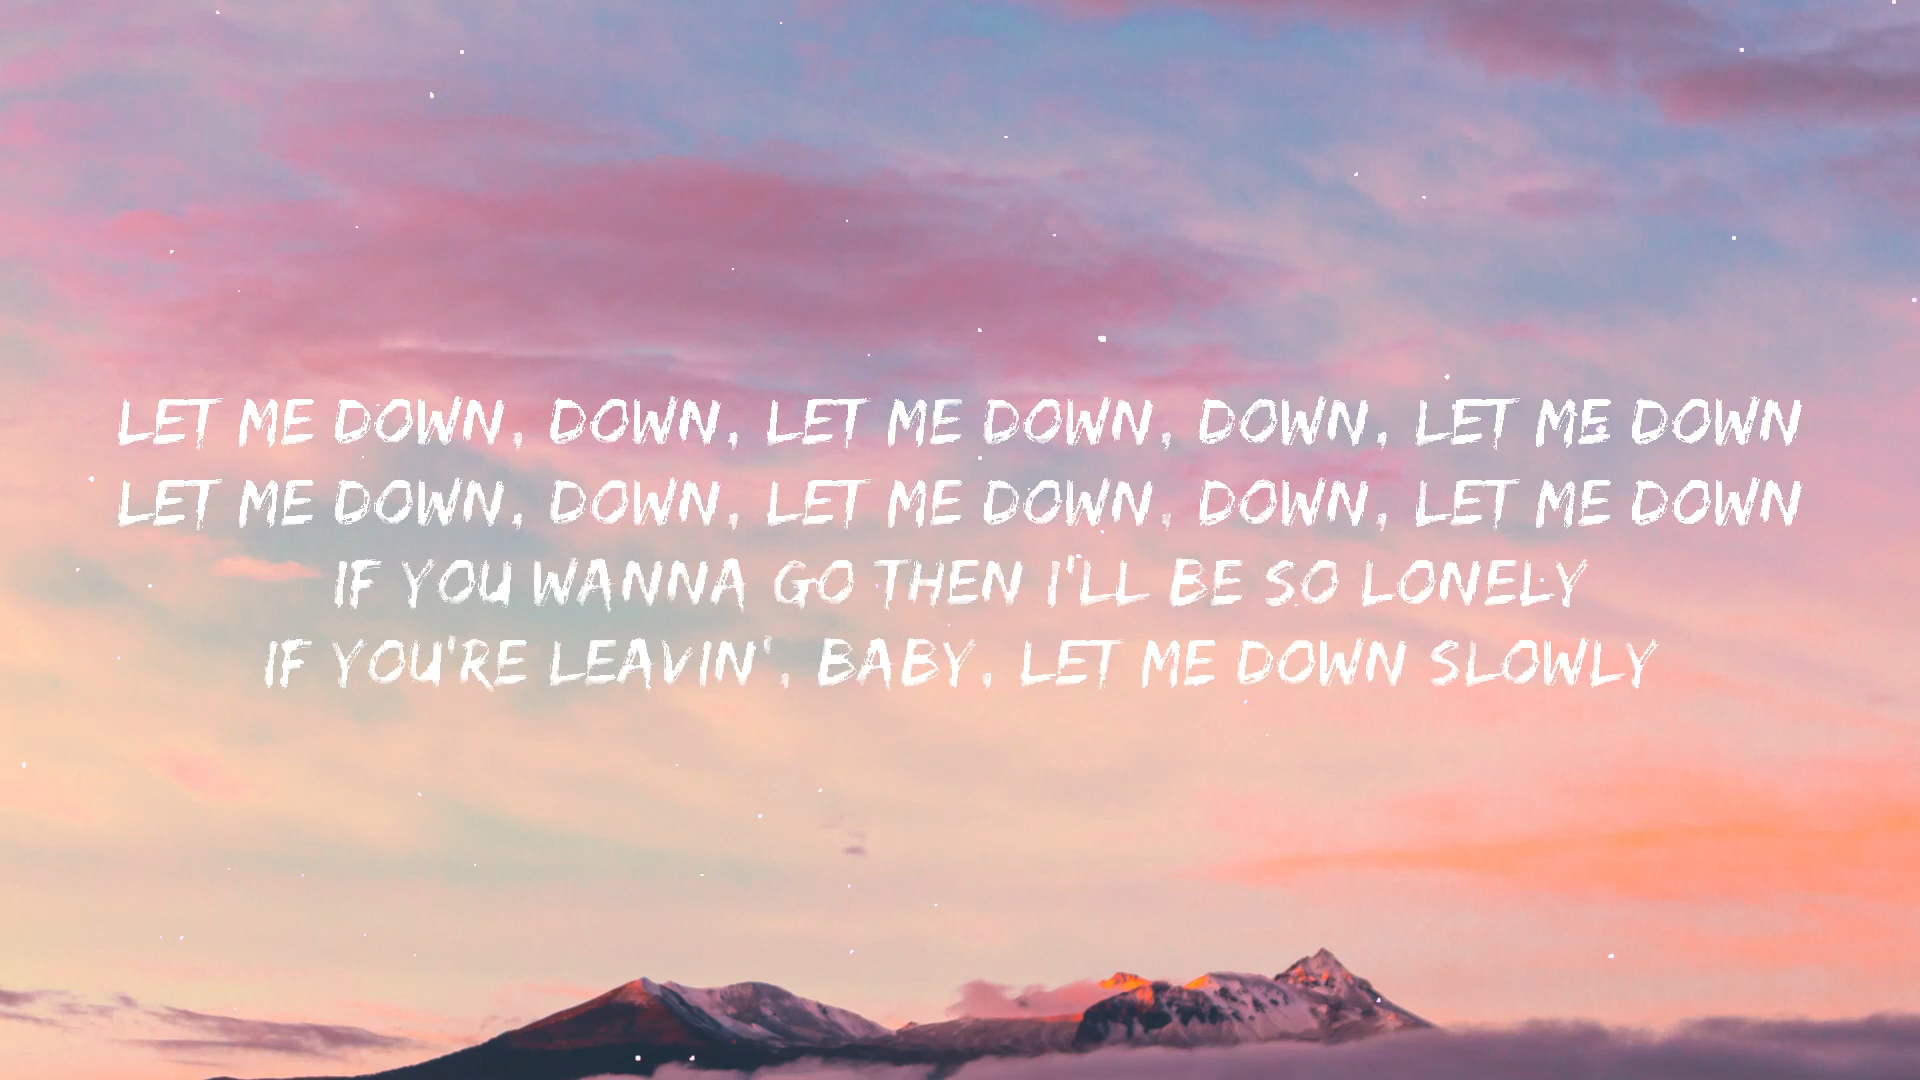 LET ME DOWN, DOWN, LET ME DOWN, DOWN, LET ME DOWN
LET ME DOWN, DOWN, LET ME DOWN, DOWN, LET ME DOWN
IF YOU WANNA GO THEN I'LL BE SO LONELY
IF YOU'RE LEAVIN', BABY, LET ME DOWN SLOWLY